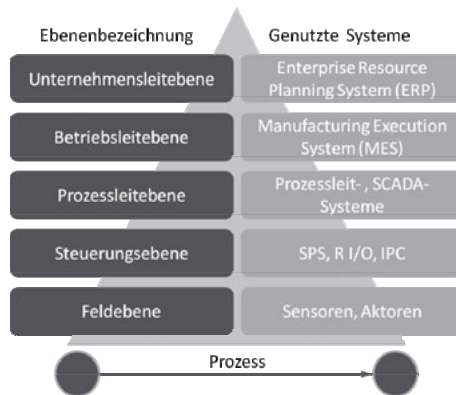 Ebenenbezeichnung Genutzte Systeme
Unternehmensleitebene
Enterprise Resource
Planning System (ERP)
Betriebsleitebene
Manufacturing Execution
System (MES)
Prozessleitebene
Prozessleit- , SCADA-
Systeme
Steuerungsebene
SPS, R I/O, IPC
Feldebene
Sensoren, Aktoren
Prozess